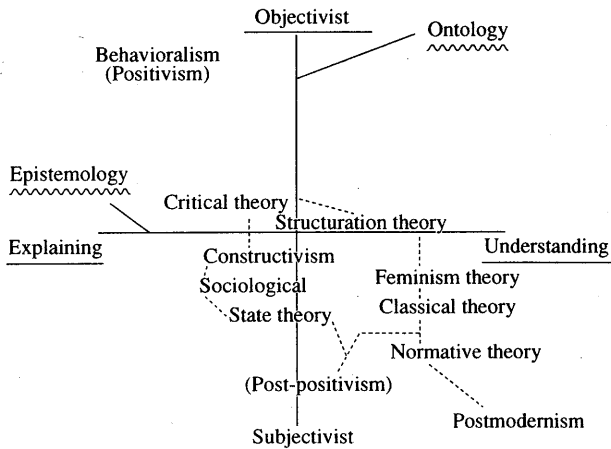 Objectivist
Ontology
Behavioralism
(Positivism)
Epistemology
Critical theory
Structuration theory
Explaining
Understanding
Constructivism
Sociological
State theory
Feminism theory
Classical theory
Normative theory
(Post-positivism)
Postmodernism
Subjectivist